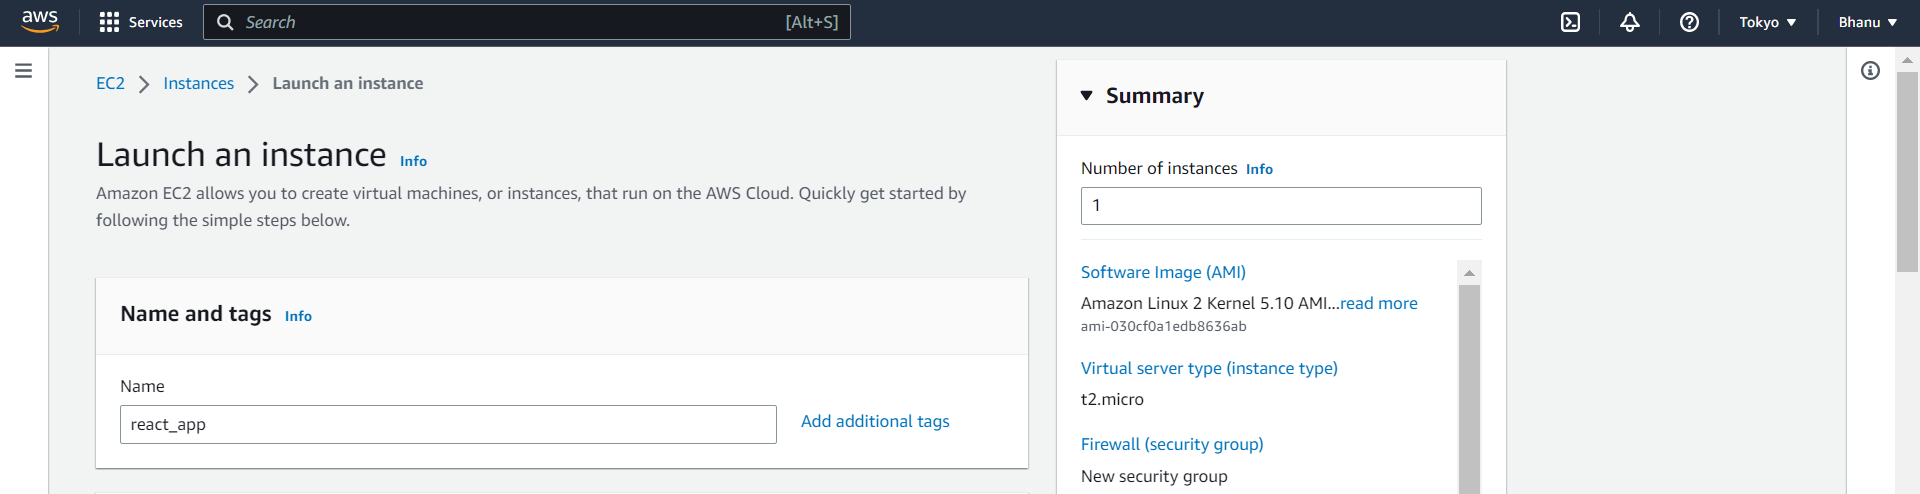 aws Services Search [Alt+S] Tokyo Bhanu
EC2 Instances Launch an instance
Launch an instance Info
Amazon EC2 allows you to create virtual machines, or instances, that run on the AWS Cloud. Quickly get started by
following the simple steps below.
Name and tags Info
Name
react_app
Add additional tags
Summary
Number of instances Info
1
Software Image (AMI)
Amazon Linux 2 Kernel 5.10 AMI...read more
ami-030cf0a1edb8636ab
Virtual server type (instance type)
t2.micro
Firewall (security group)
New security group